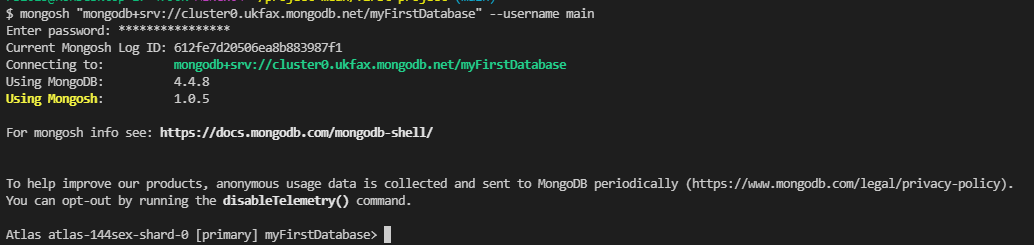 $ mongosh "mongodb+srv://cluster0.ukfax.mongodb.net/myFirstDatabase" --username main
Enter password: ****************
Current Mongosh Log ID: 612fe7d20506ea8b883987f1
Connecting to: mongodb+srv://cluster0.ukfax.mongodb.net/myFirstDatabase
Using MongoDB: 4.4.8
Using Mongosh: 1.0.5
For mongosh info see: https://docs.mongodb.com/mongodb-shell/
To help improve our products, anonymous usage data is collected and sent to MongoDB periodically (https://www.mongodb.com/legal/privacy-policy).
You can opt-out by running the disableTelemetry() command.
Atlas atlas-144sex-shard-0 [primary] myFirstDatabase>